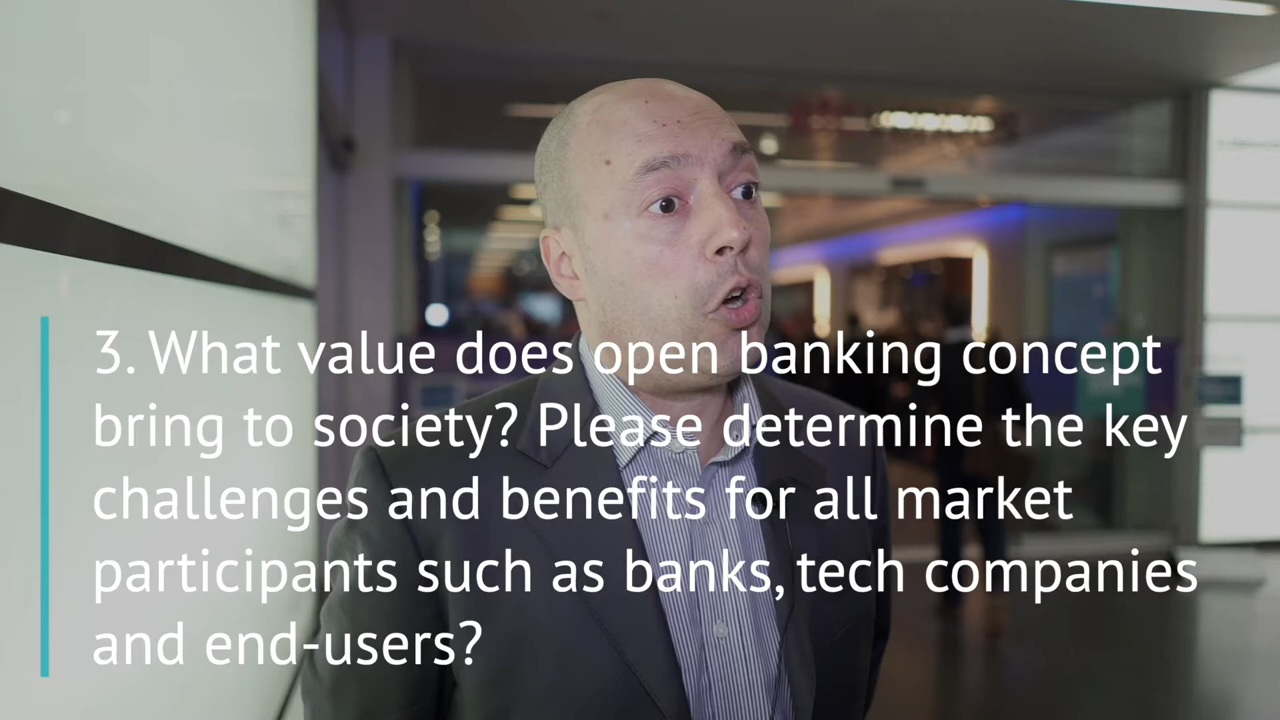 3. What value does open banking concept
bring to society? Please determine the key
challenges and benefits for all market
participants such as banks, tech companies
and end-users?